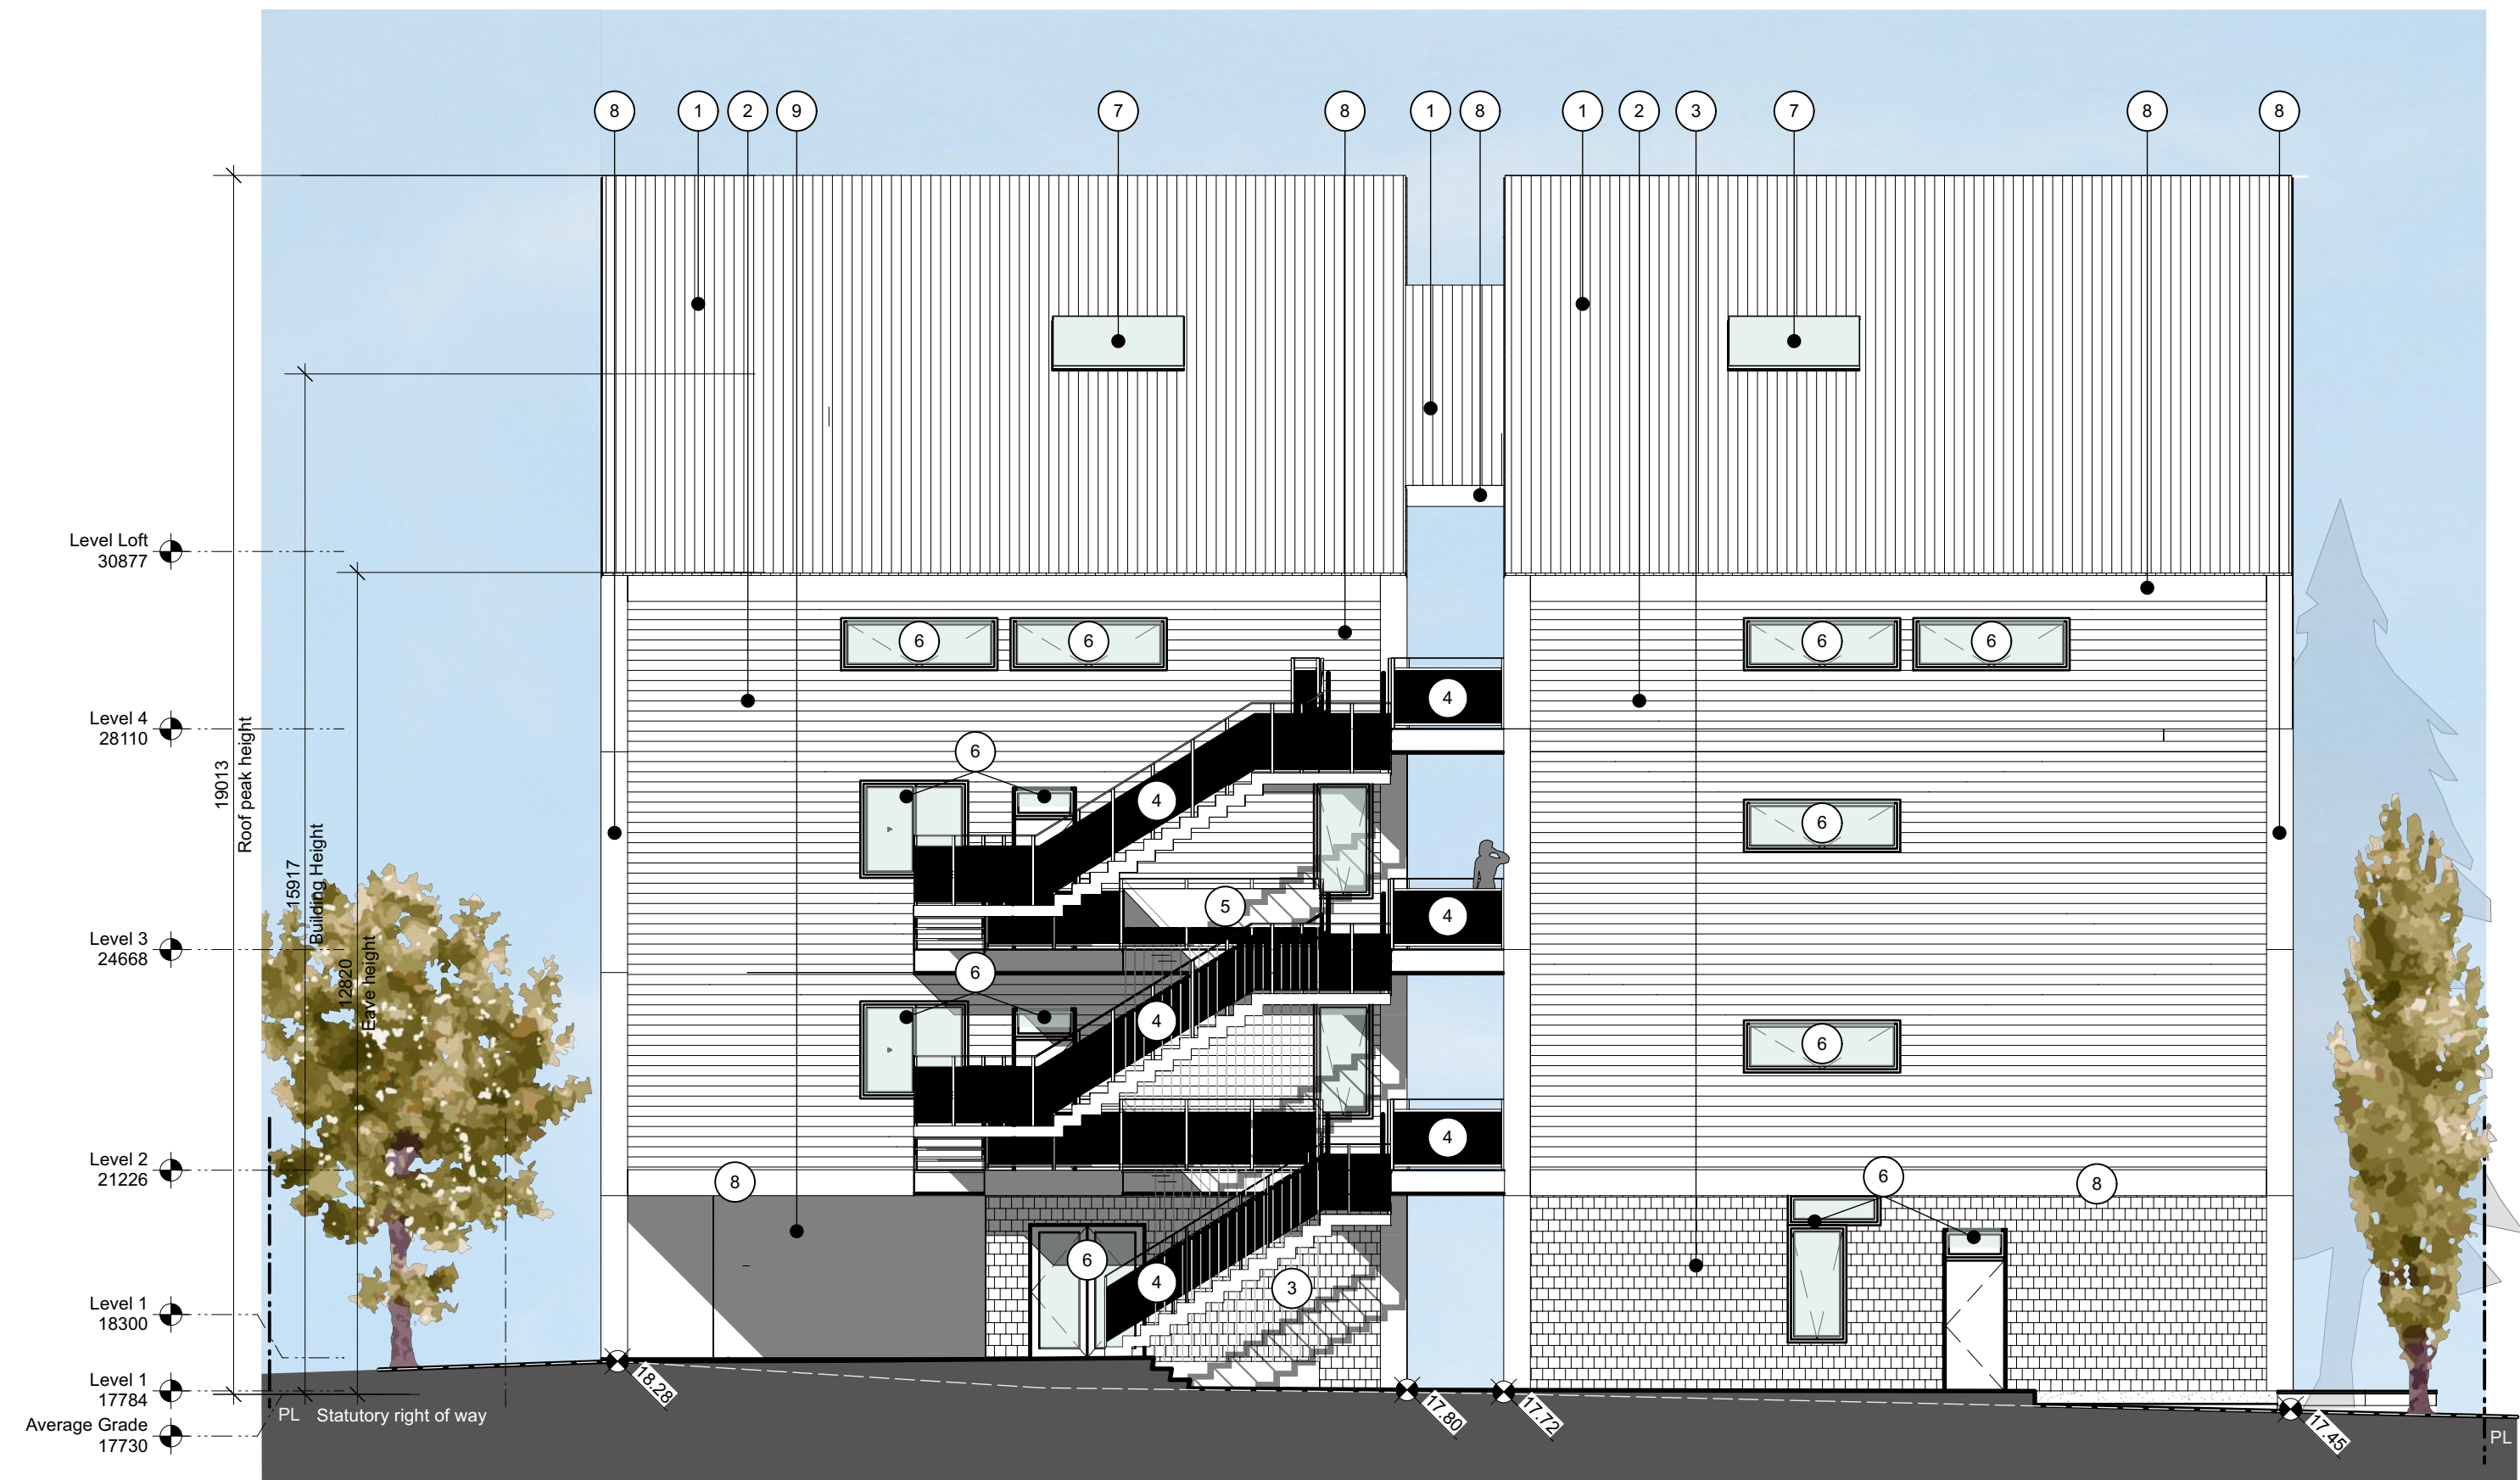 8 1 2 9 7 8 1 8 1 2 3 7 8 8
Level Loft
30877
6 6 6 6
4
Level 4
28110
19013
Roof peak height
6
4
6
15917
Building Height
5
4
Level 3
24668
12820
Eave height
6
4
6
4
Level 2
21226
8
6
8
6
4
3
Level 1
18300
Level 1
17784
18.28
17.80
17.72
17.45
PL
Statutory right of way
Average Grade
17730
PL